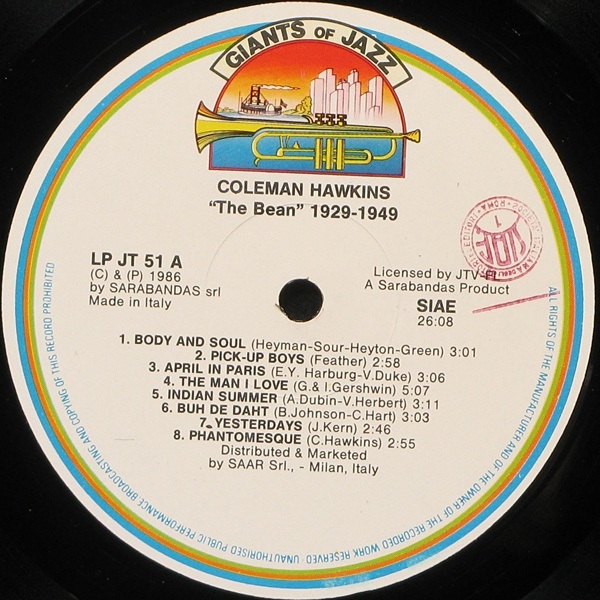 GIANTS OF JAZZ
COLEMAN HAWKINS
"The Bean" 1929-1949
LP JT 51 A
(C) & (P) 1986
by SARABANDAS srl
Made in Italy
Licensed by JTV-FL
A Sarabandas Product
SIAE
26:08
1. BODY AND SOUL (Heyman-Sour-Heyton-Green) 3:01
2. PICK-UP BOYS (Feather) 2:58
3. APRIL IN PARIS (E.Y. Harburg-V.Duke) 3:06
4. THE MAN I LOVE (G.& I.Gershwin) 5:07
5. INDIAN SUMMER (A.Dubin-V.Herbert) 3:11
6. BUH DE DAHT (B.Johnson-C.Hart) 3:03
7. YESTERDAYS (J.Kern) 2:46
8. PHANTOMESQUE (C.Hawkins) 2:55
Distributed & Marketed
by SAAR Srl., - Milan, Italy
ALL RIGHTS OF THE MANUFACTURER AND OF THE OWNER OF THE RECORDED WORK RESERVED · UNAUTHORISED PUBLIC PERFORMANCE BROADCASTING AND COPYING OF THIS RECORD PROHIBITED
SIAE
ROMA